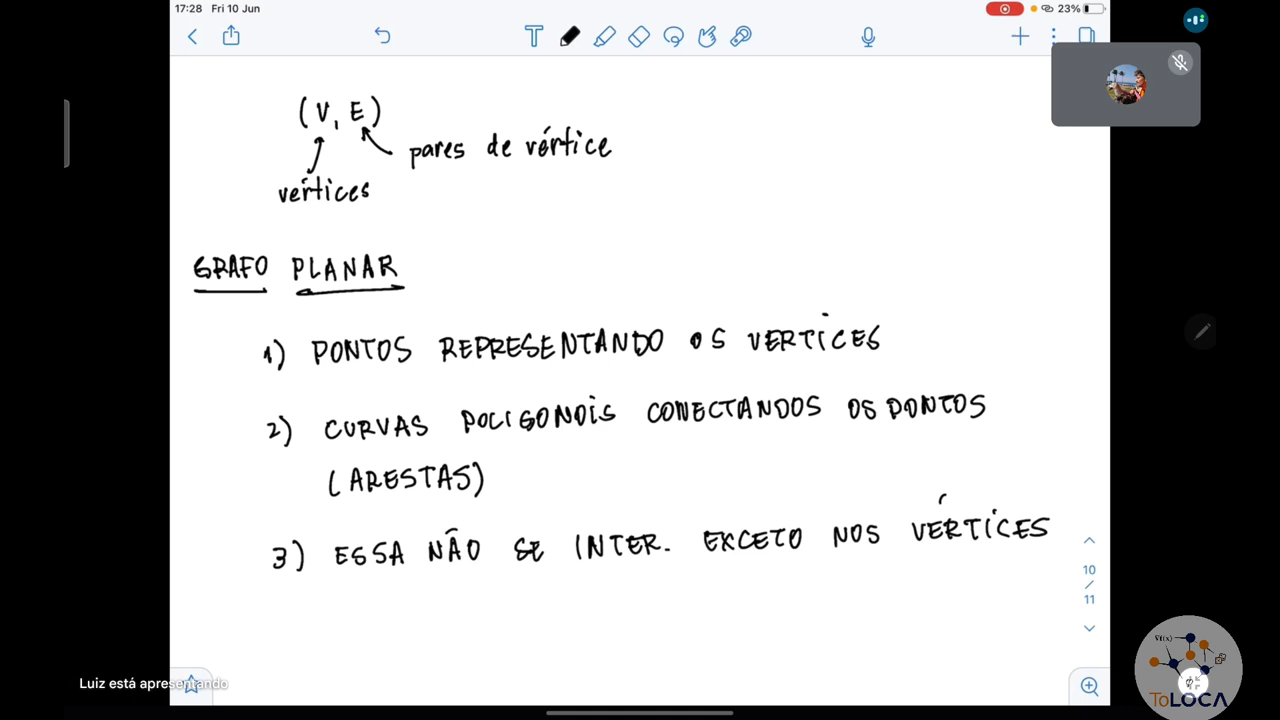 17:28 Fri 10 Jun
23%
(V, E)
pares de vértice
vértices
GRAFO PLANAR
1) PONTOS REPRESENTANDO OS VERTICES
2) CURVAS POLIGONAIS CONECTANDOS OS PONTOS
(ARESTAS)
3) ESSA NÃO SE INTER. EXCETO NOS VÉRTICES
10
/
11
Luiz está apresentando
∇f(x)
ToLOCA